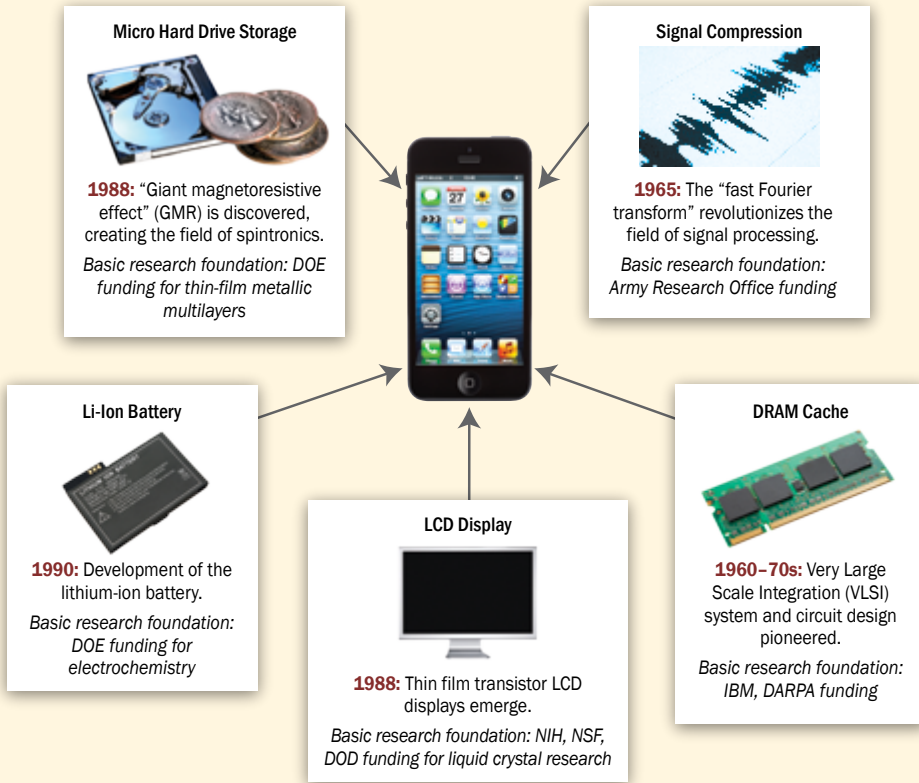 Micro Hard Drive Storage
1988: “Giant magnetoresistive
effect” (GMR) is discovered,
creating the field of spintronics.
Basic research foundation: DOE
funding for thin-film metallic
multilayers
Signal Compression
1965: The “fast Fourier
transform” revolutionizes the
field of signal processing.
Basic research foundation:
Army Research Office funding
27
Li-Ion Battery
LITHIUM ION BATTERY
1990: Development of the
lithium-ion battery.
Basic research foundation:
DOE funding for
electrochemistry
LCD Display
1988: Thin film transistor LCD
displays emerge.
Basic research foundation: NIH, NSF,
DOD funding for liquid crystal research
DRAM Cache
1960–70s: Very Large
Scale Integration (VLSI)
system and circuit design
pioneered.
Basic research foundation:
IBM, DARPA funding